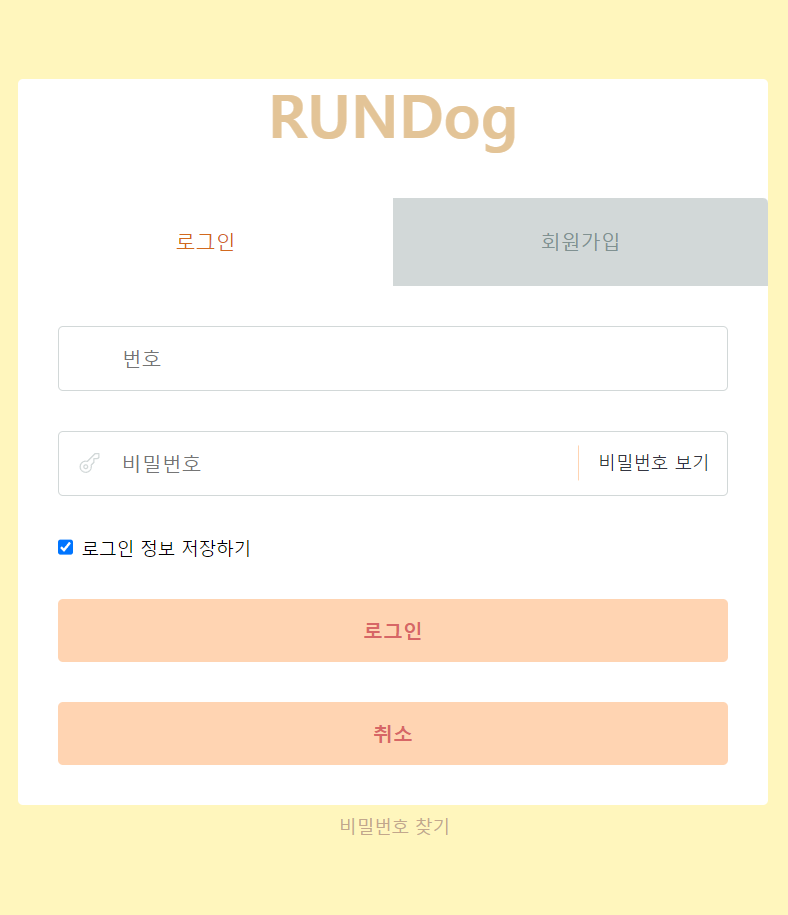 RUNDog
로그인 회원가입
번호
비밀번호 비밀번호 보기
로그인 정보 저장하기
로그인
취소
비밀번호 찾기